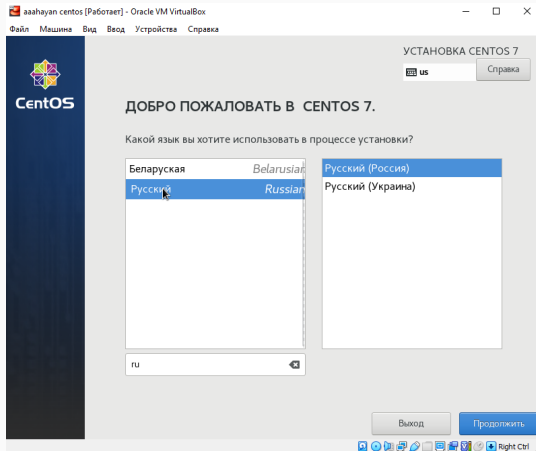 aaahayan centos [Работает] - Oracle VM VirtualBox
Файл Машина Вид Ввод Устройства Справка
УСТАНОВКА CENTOS 7
us Справка
CentOS
ДОБРО ПОЖАЛОВАТЬ В CENTOS 7.
Какой язык вы хотите использовать в процессе установки?
Беларуская Belarusian
Русский Russian
Русский (Россия)
Русский (Украина)
ru
Выход Продолжить
Right Ctrl